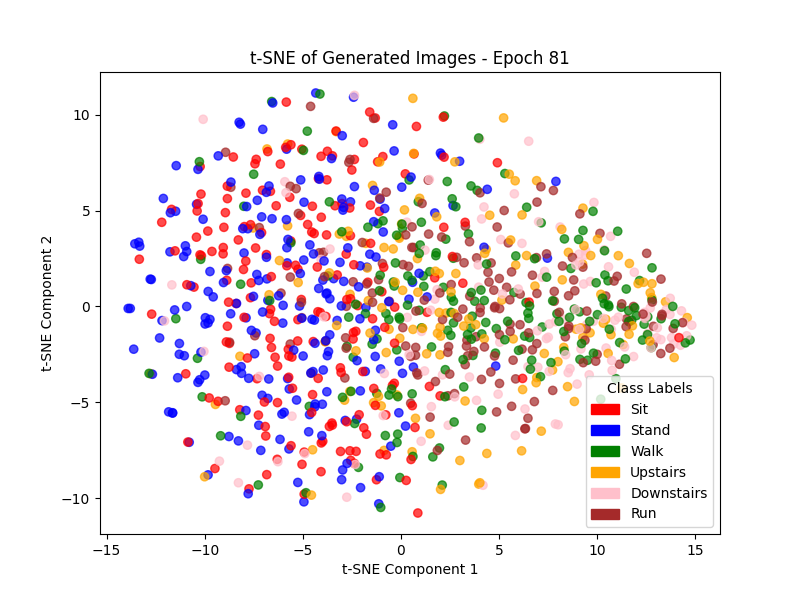 t-SNE of Generated Images - Epoch 81
t-SNE Component 2
10
5
0
−5
−10
−15
−10
−5
0
5
10
15
t-SNE Component 1
Class Labels
Sit
Stand
Walk
Upstairs
Downstairs
Run